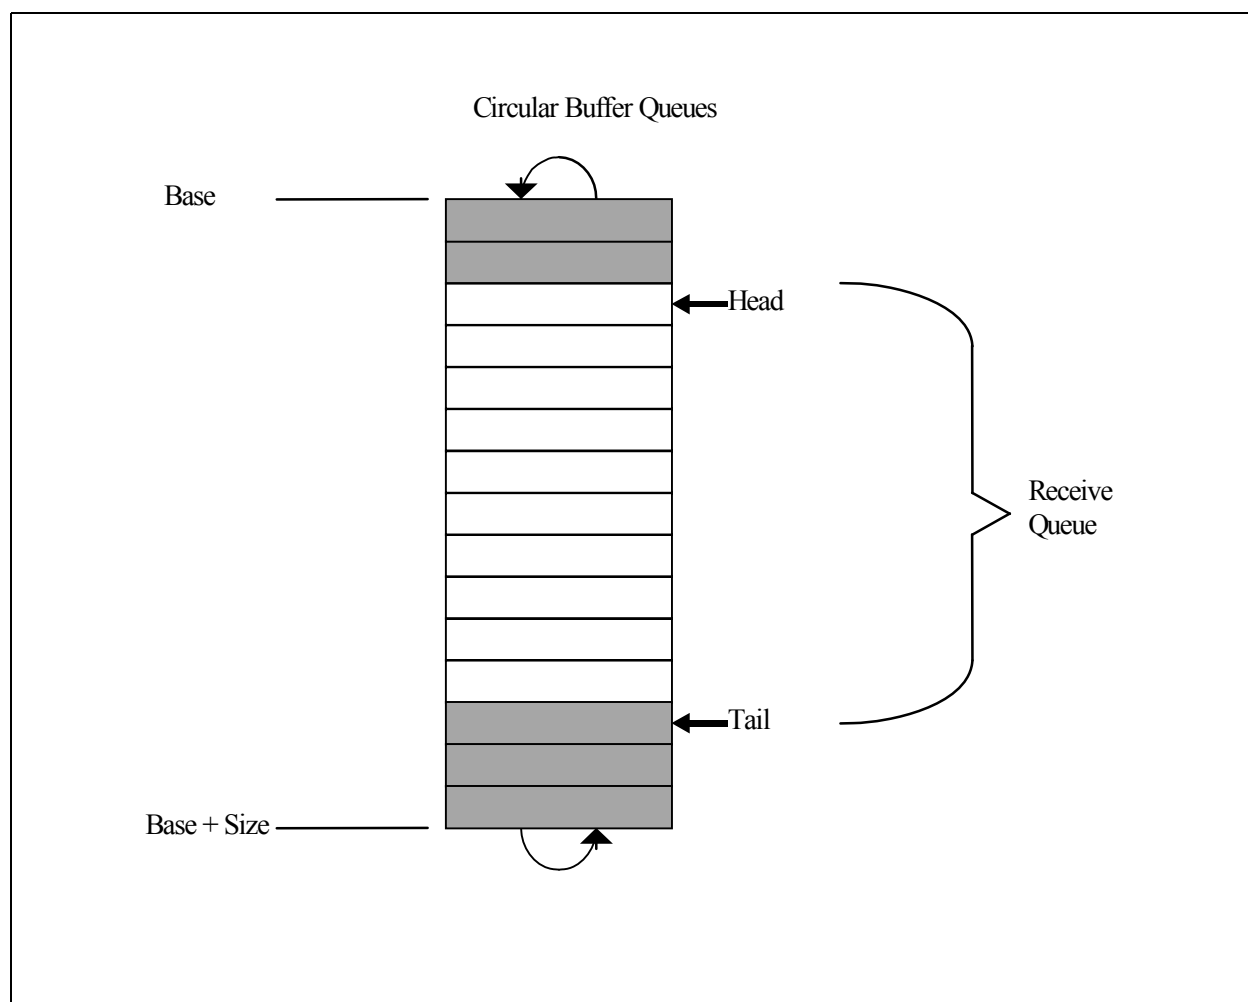 Circular Buffer Queues
Base
Head
Receive
Queue
Tail
Base + Size